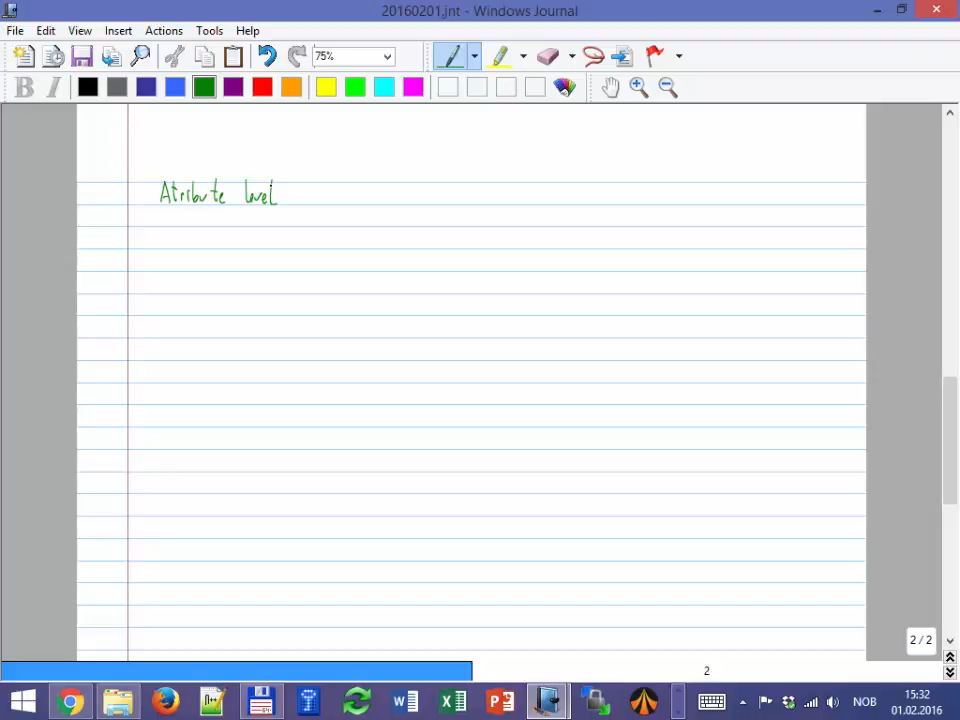 20160201.jnt - Windows Journal
File Edit View Insert Actions Tools Help
75%
B I
Atribute level
2 / 2
2
NOB 15:32
01.02.2016